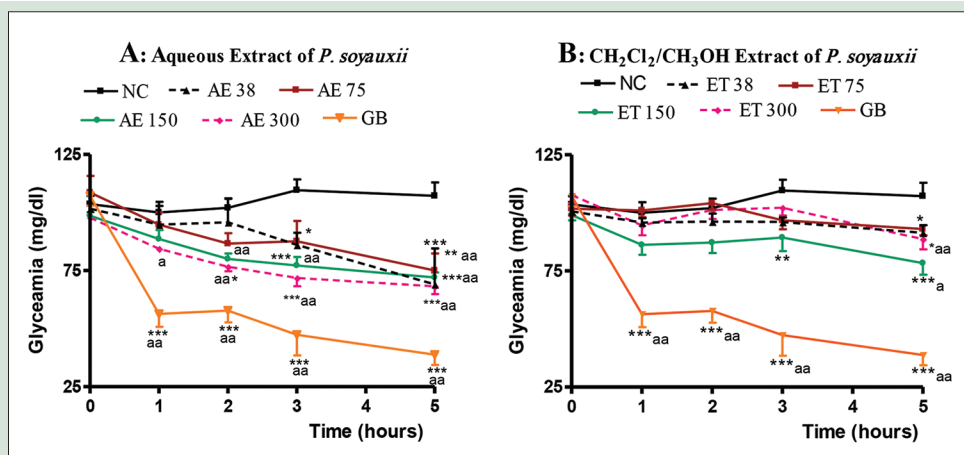 A: Aqueous Extract of P. soyauxii
NC AE 38 AE 75
AE 150 AE 300 GB
Glyceamia (mg/dl)
125
75
25
0 1 2 3 5
Time (hours)
a
***
aa
aa
aa*
***
aa
*
***
aa
***aa
***
aa
***
** aa
***aa
***aa
***
aa
B: CH₂Cl₂/CH₃OH Extract of P. soyauxii
NC ET 38 ET 75
ET 150 ET 300 GB
Glyceamia (mg/dl)
125
75
25
0 1 2 3 5
Time (hours)
***aa
***aa
**
***aa
*
*aa
***a
***aa